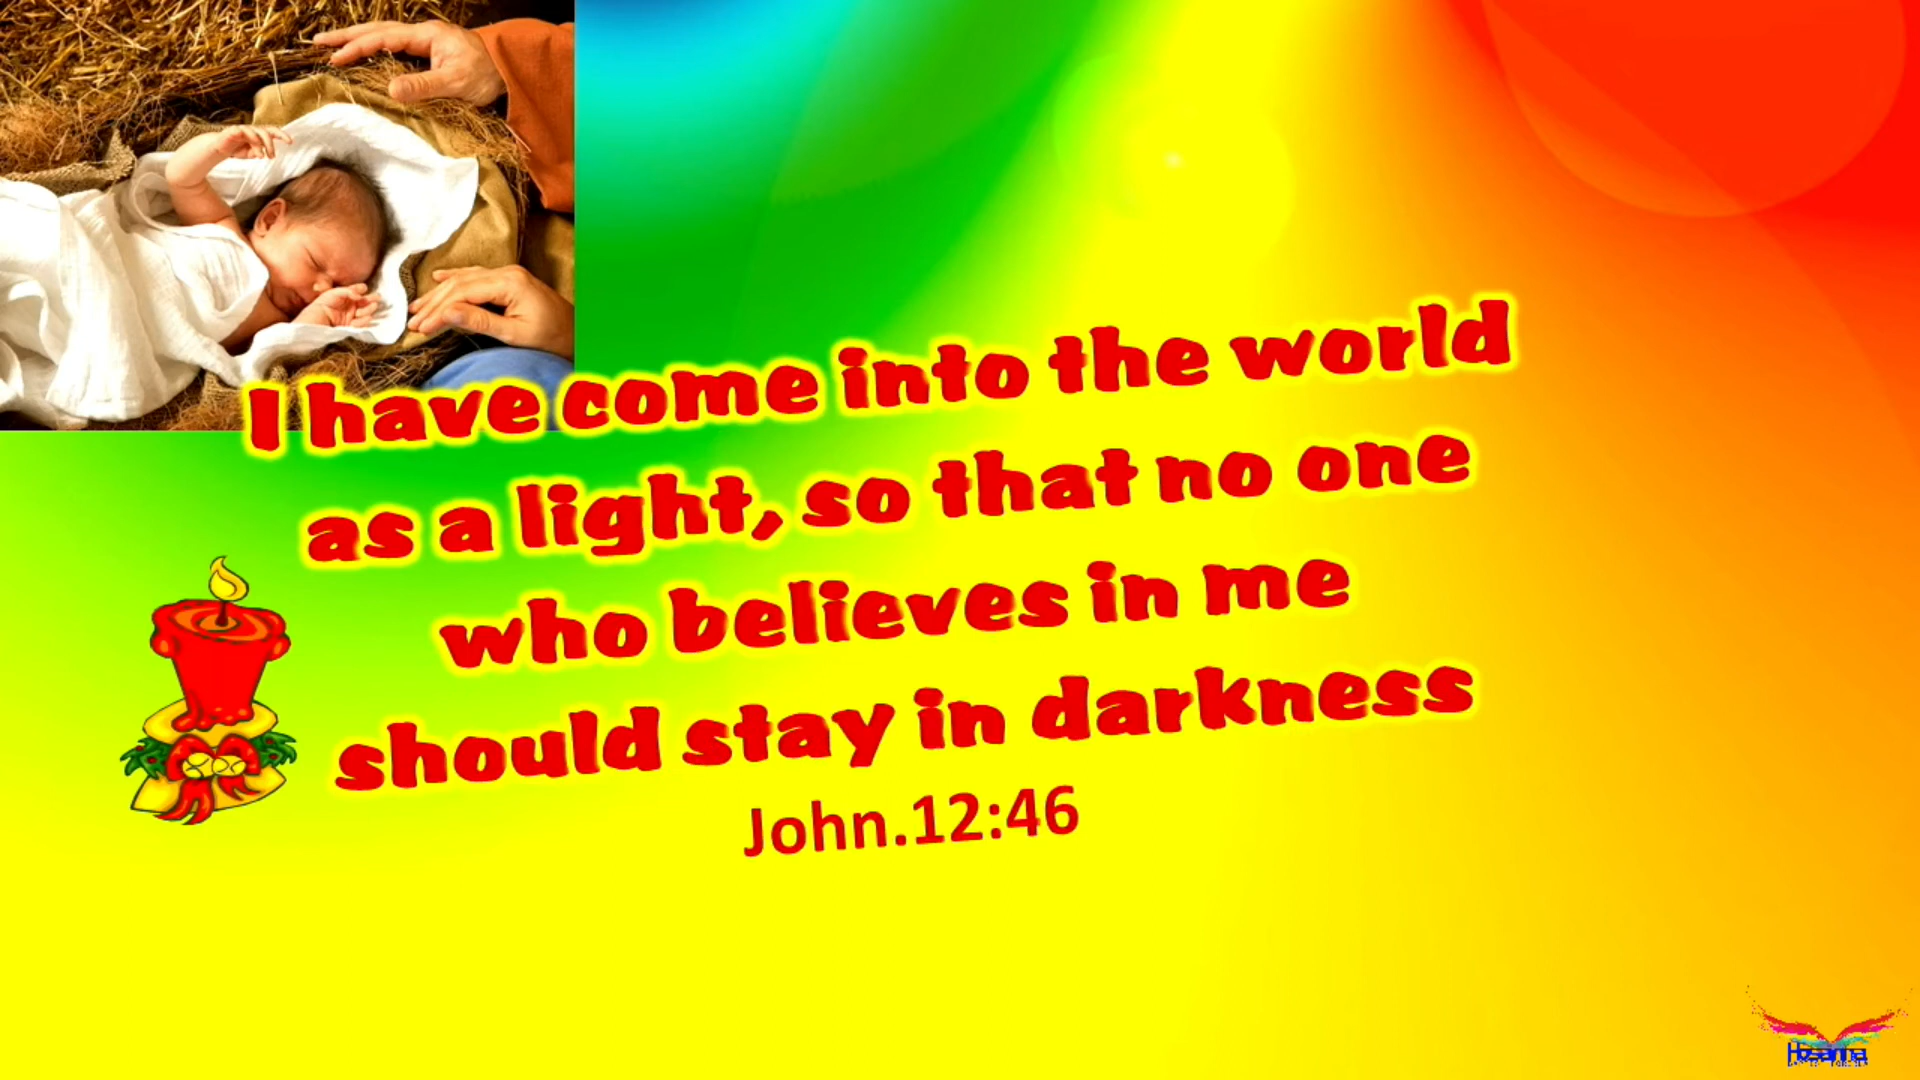 I have come into the world
as a light, so that no one
who believes in me
should stay in darkness
John.12:46
Hosanna